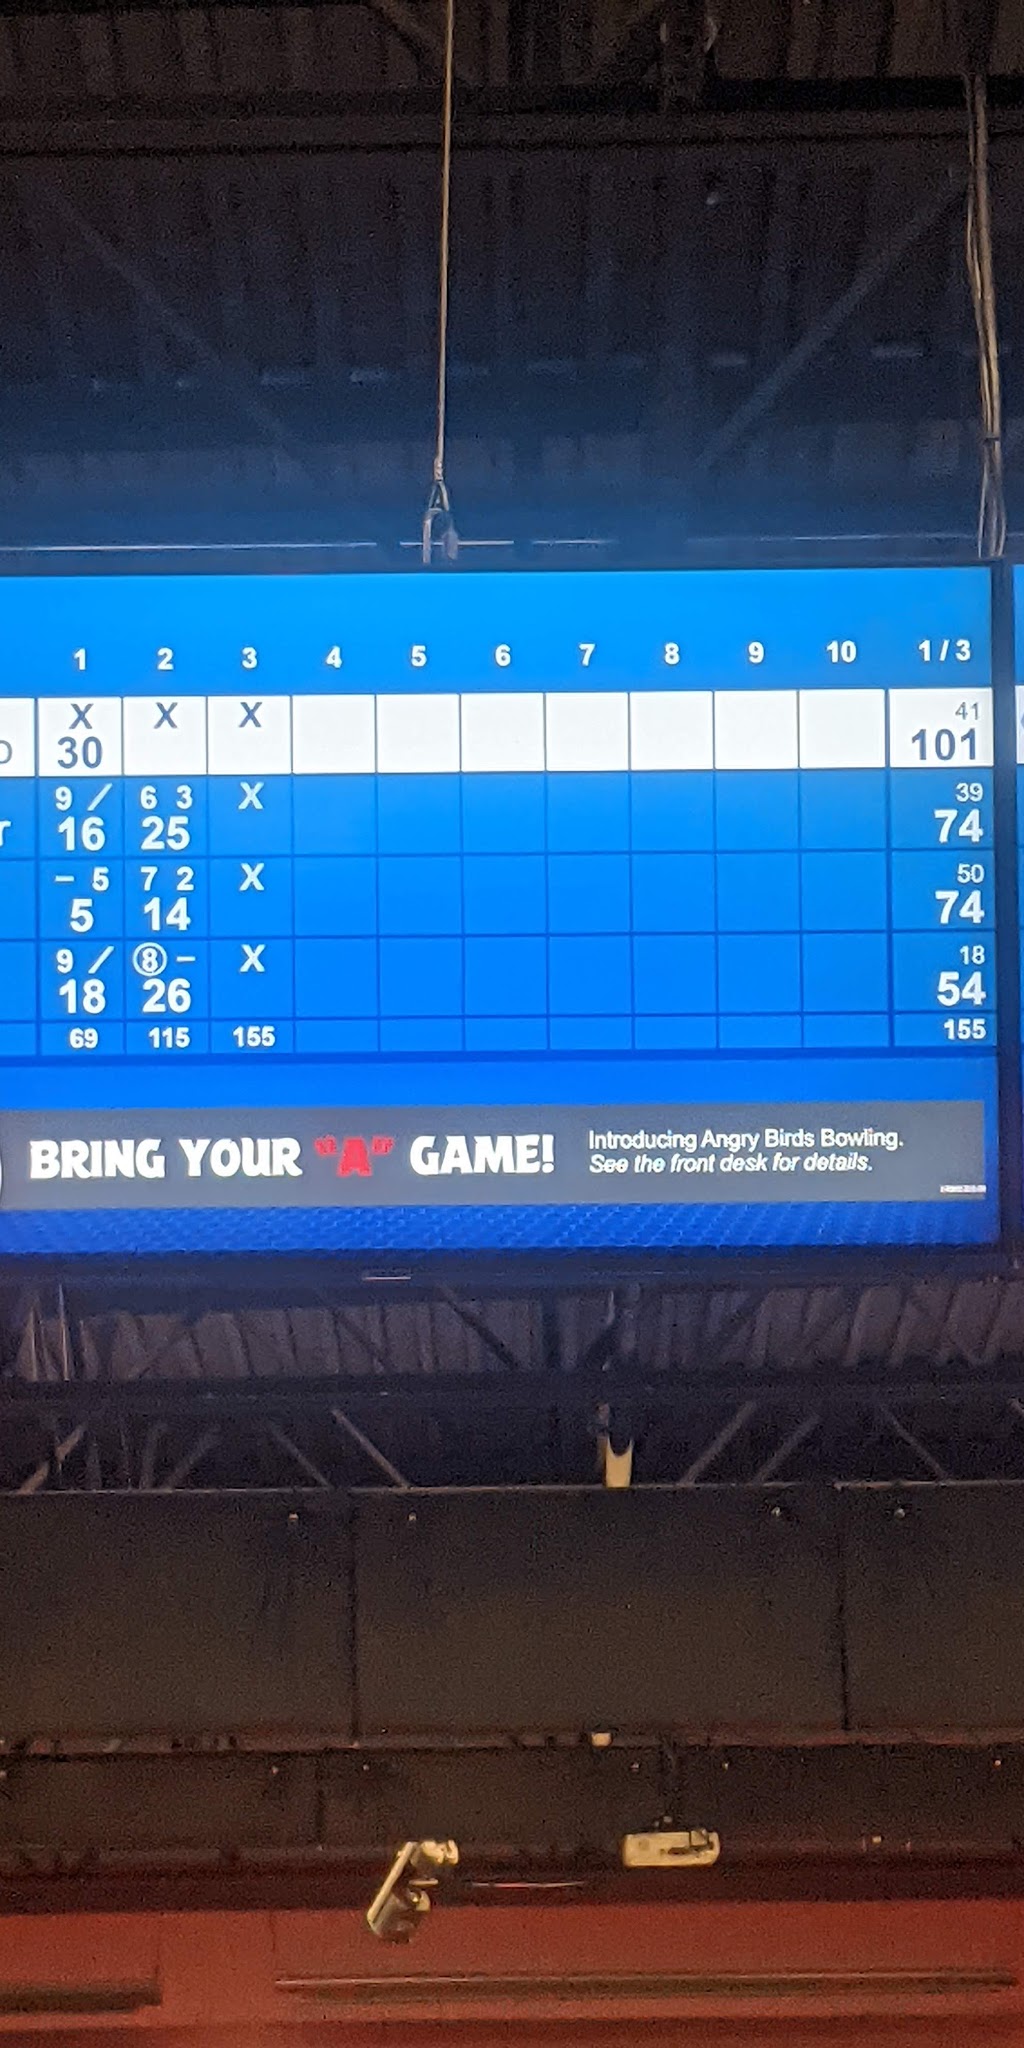 1 2 3 4 5 6 7 8 9 10 1 / 3
X X X 41
30 101
9 / 6 3 X 39
r 16 25 74
- 5 7 2 X 50
5 14 74
9 / 8 - X 18
18 26 54
69 115 155 155
BRING YOUR "A" GAME! Introducing Angry Birds Bowling.
See the front desk for details.